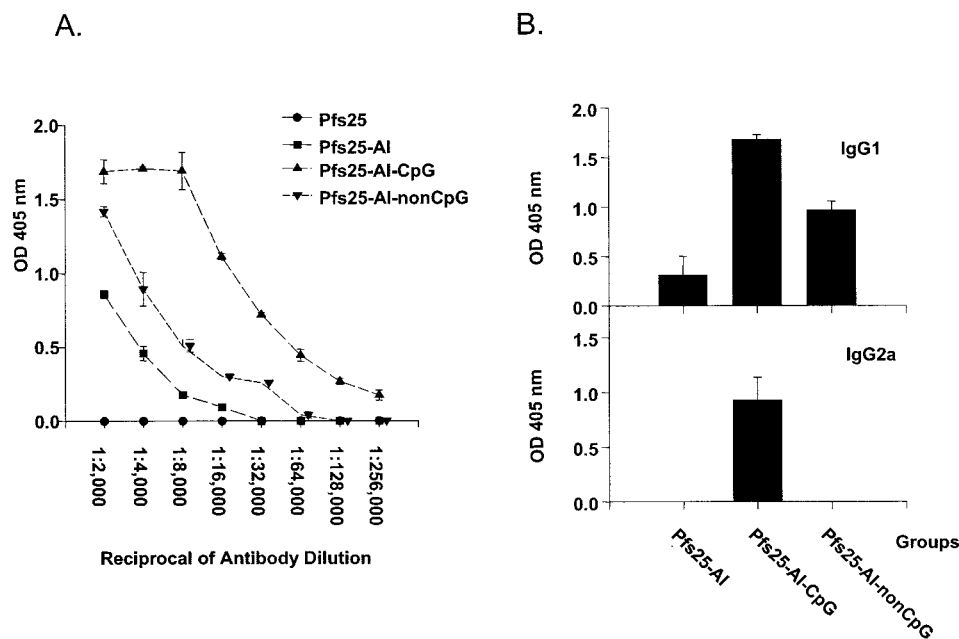 A.
OD 405 nm
2.0
1.5
1.0
0.5
0.0
Pfs25
Pfs25-Al
Pfs25-Al-CpG
Pfs25-Al-nonCpG
1:2,000
1:4,000
1:8,000
1:16,000
1:32,000
1:64,000
1:128,000
1:256,000
Reciprocal of Antibody Dilution
B.
OD 405 nm
2.0
1.5
1.0
0.5
0.0
IgG1
OD 405 nm
1.5
1.0
0.5
0.0
IgG2a
Pfs25-Al
Pfs25-Al-CpG
Pfs25-Al-nonCpG
Groups